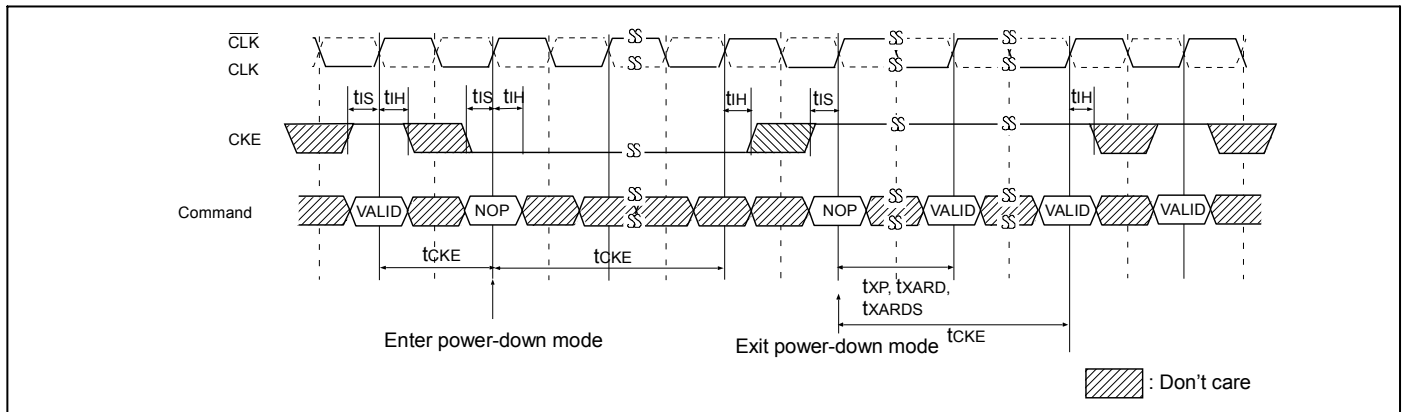 CLK
CLK
tIS tIH tIS tIH tIH tIS tIH
CKE
Command VALID NOP NOP VALID VALID VALID
tCKE tCKE
tXP, tXARD,
tXARDS
Enter power-down mode Exit power-down mode tCKE
: Don't care